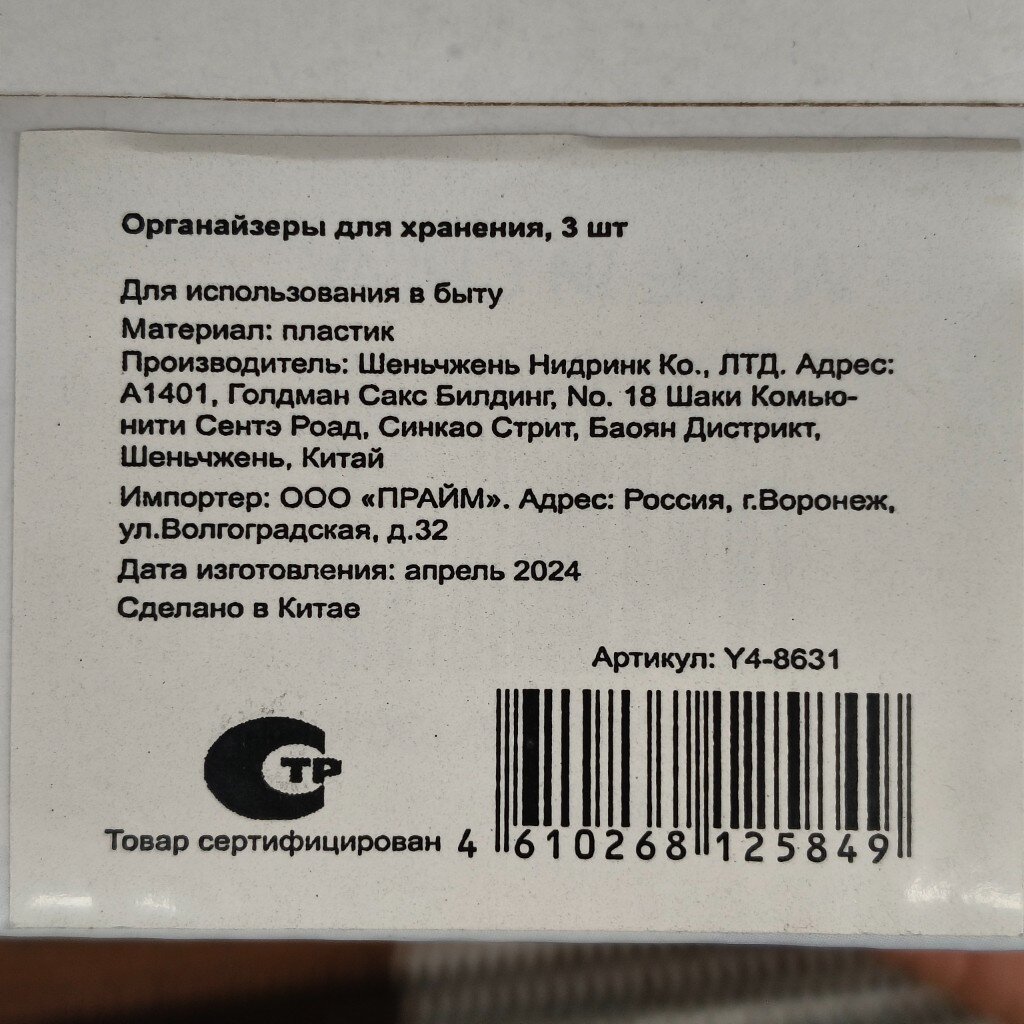 Органайзеры для хранения, 3 шт
Для использования в быту
Материал: пластик
Производитель: Шеньчжень Нидринк Ко., ЛТД. Адрес:
А1401, Голдман Сакс Билдинг, No. 18 Шаки Комью-
нити Сентэ Роад, Синкао Стрит, Баоян Дистрикт,
Шеньчжень, Китай
Импортер: ООО «ПРАЙМ». Адрес: Россия, г.Воронеж,
ул.Волгоградская, д.32
Дата изготовления: апрель 2024
Сделано в Китае
Артикул: Y4-8631
СТР
Товар сертифицирован
4 610268 125849